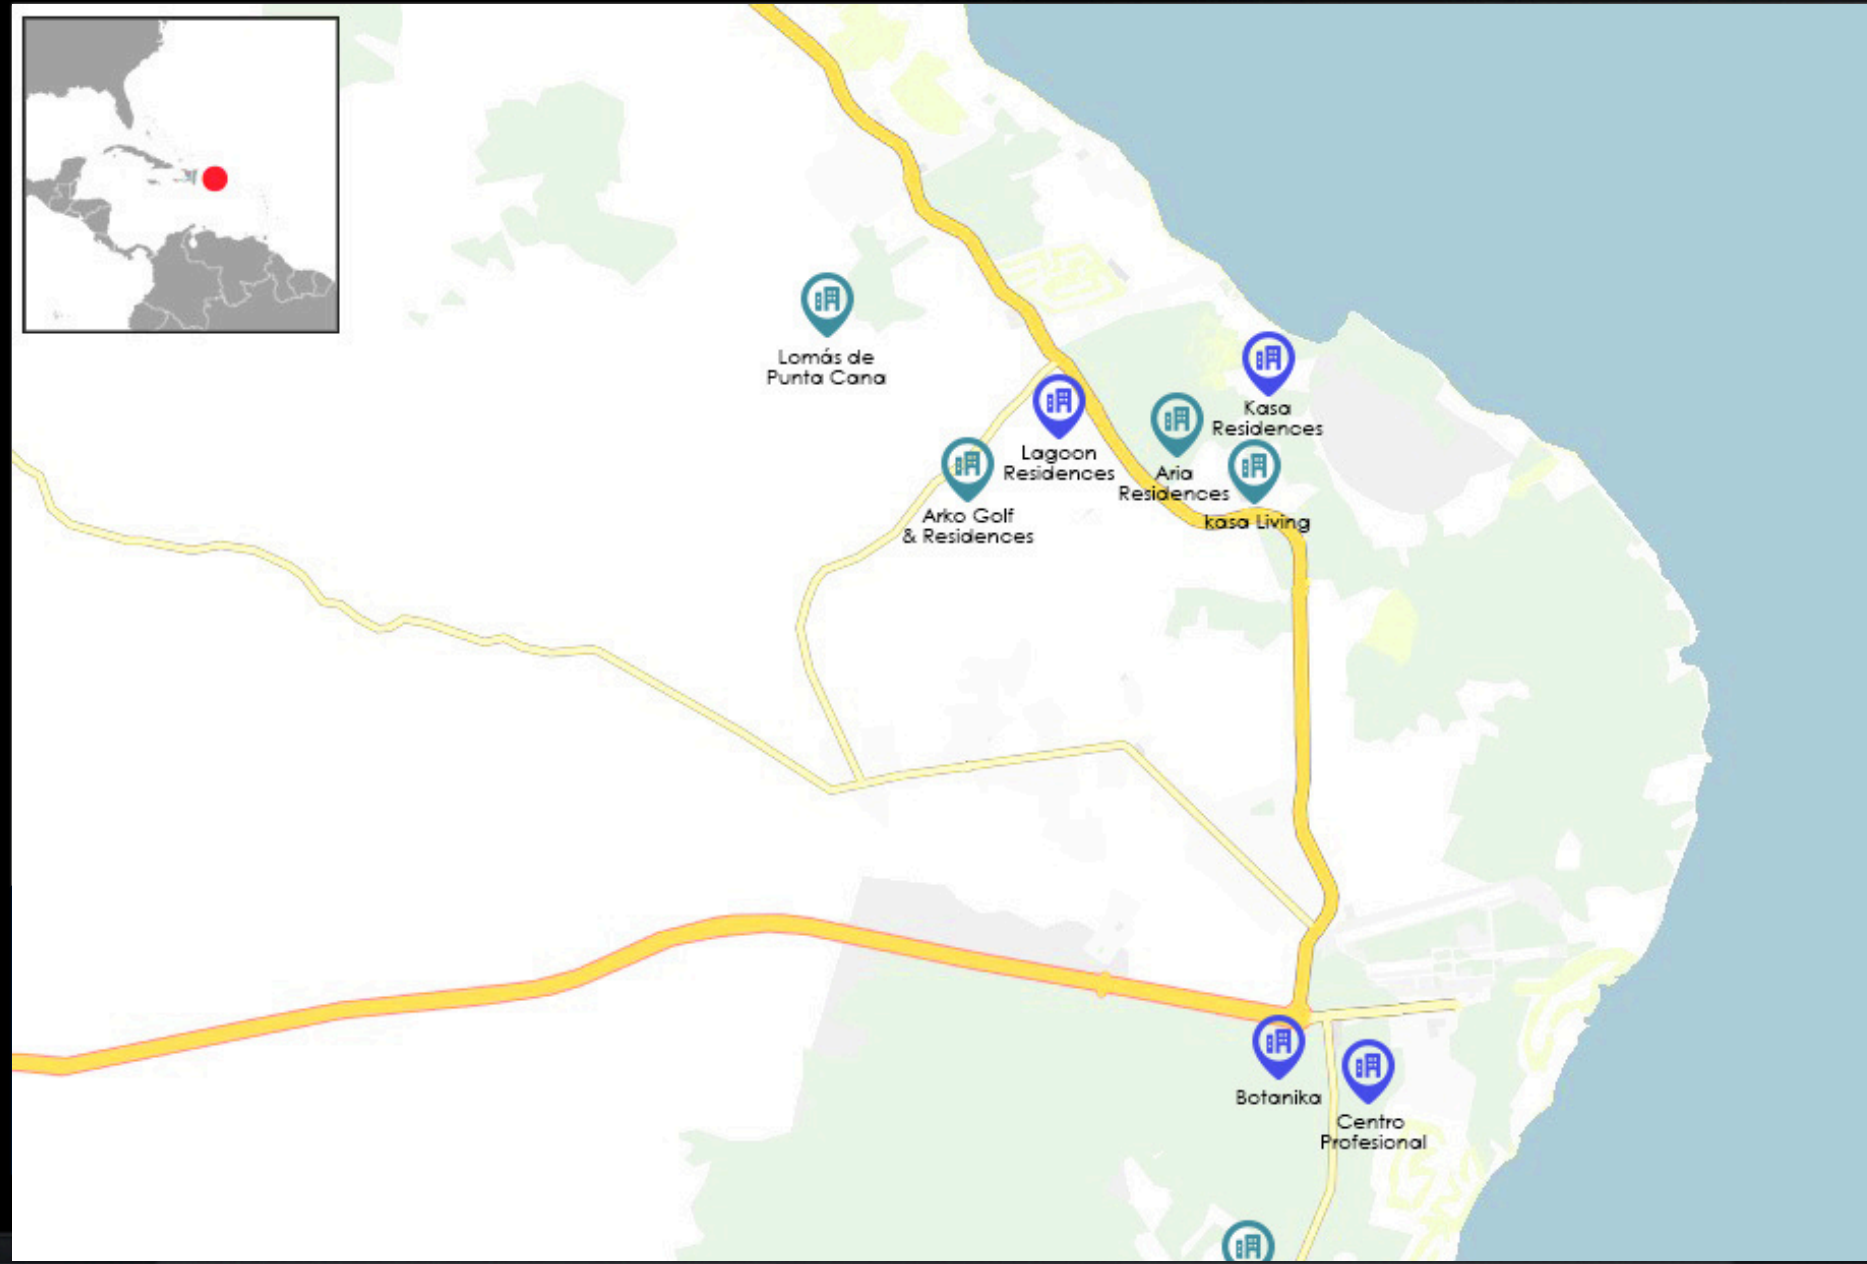 Lomás de
Punta Cana
Kasa
Residences
Lagoon
Residences
Aria
Residences
kasa Living
Arko Golf
& Residences
Botanika
Centro
Profesional